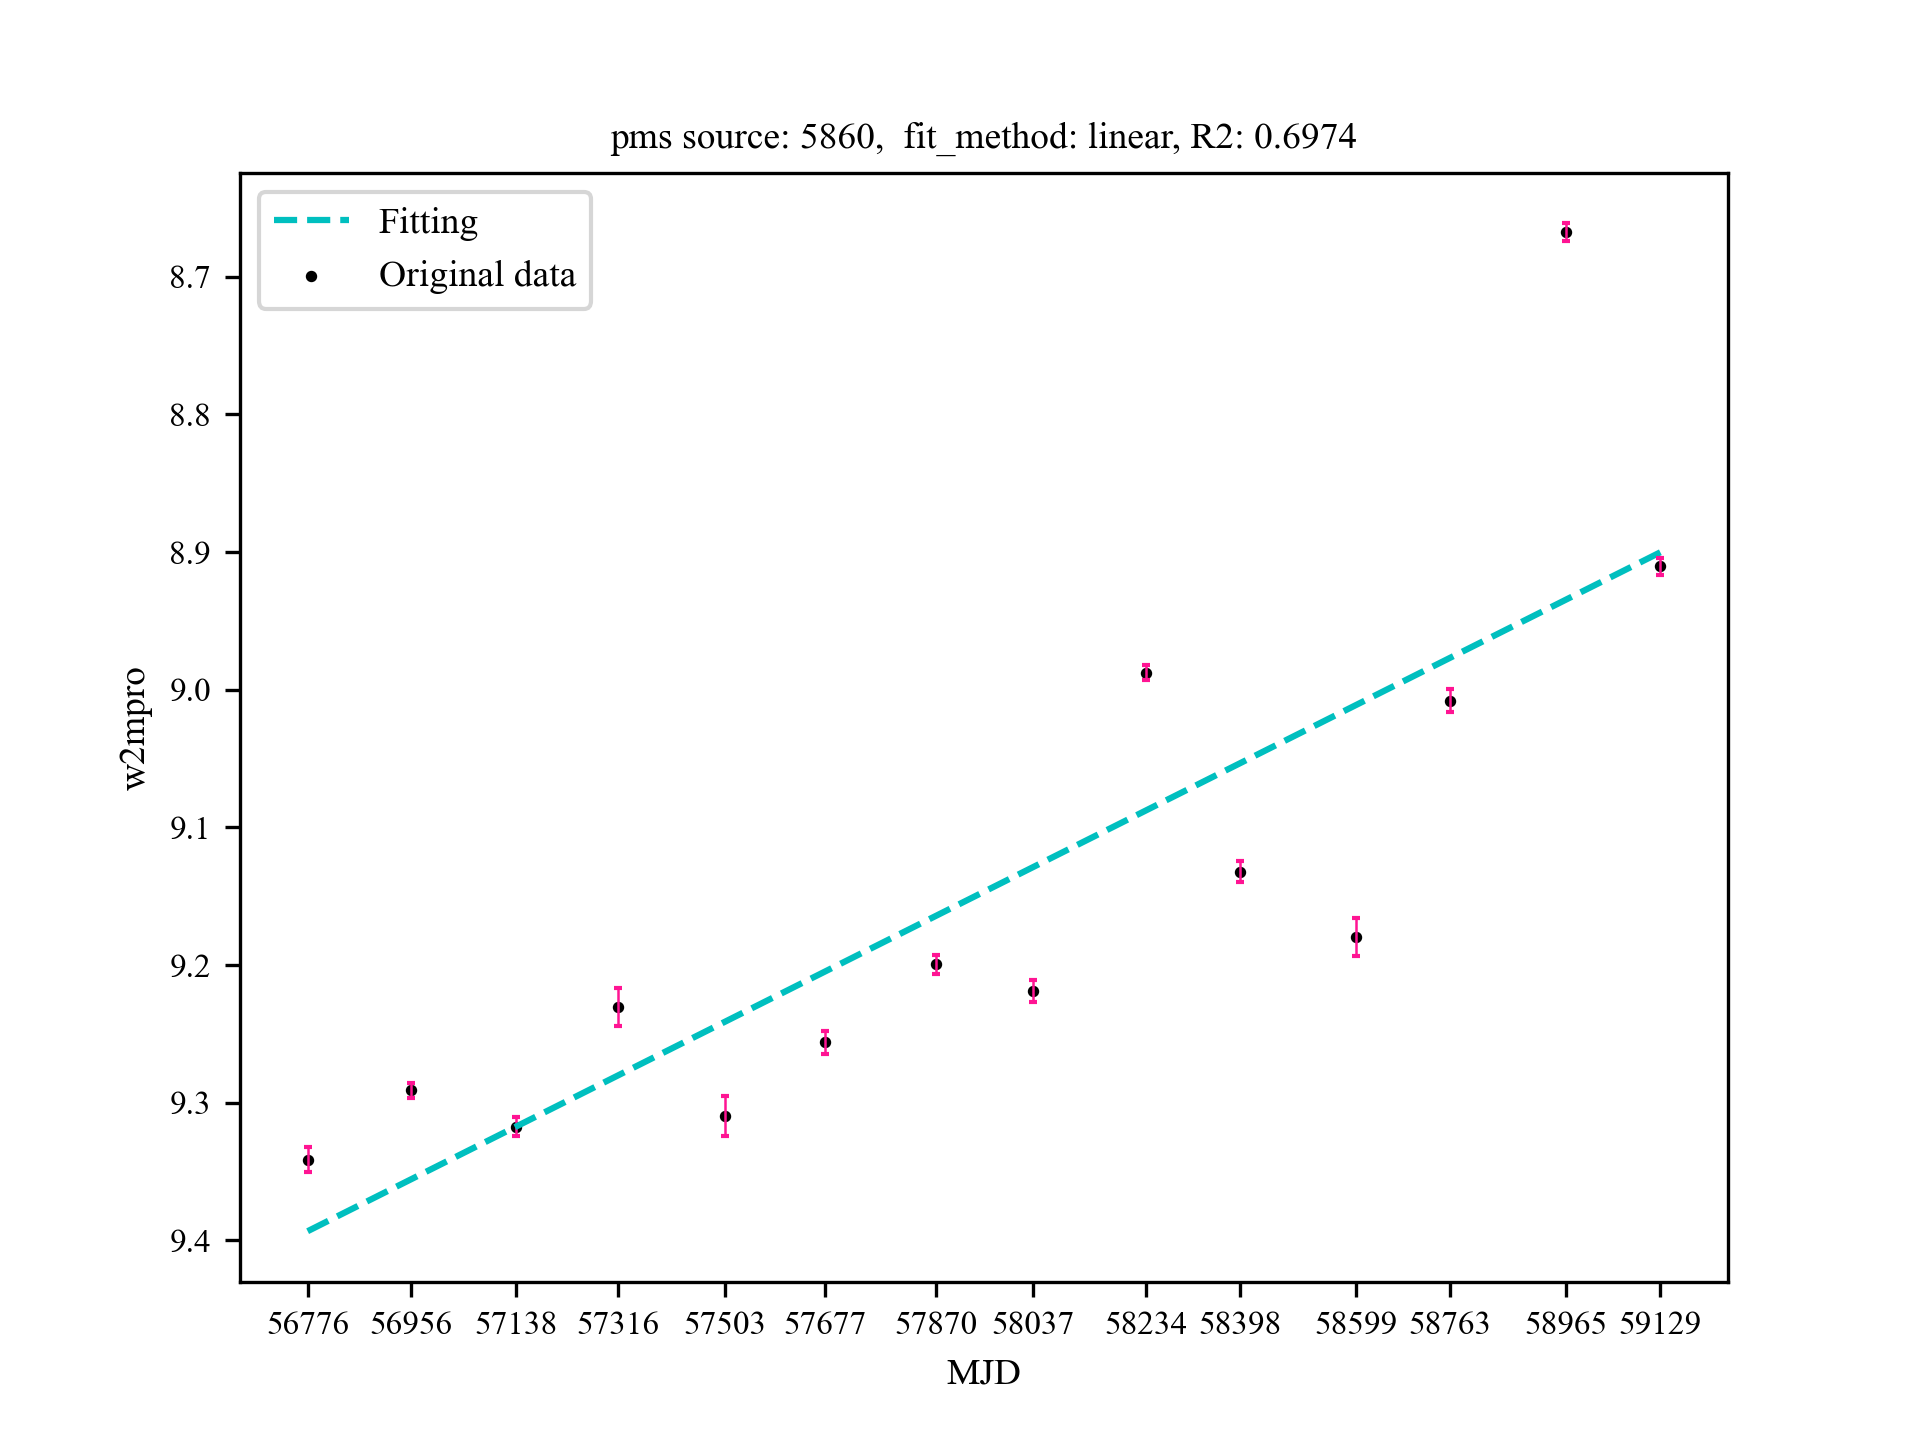 pms source: 5860,  fit_method: linear, R2: 0.6974
Fitting
Original data
8.7
8.8
8.9
9.0
9.1
9.2
9.3
9.4
w2mpro
56776 56956 57138 57316 57503 57677 57870 58037 58234 58398 58599 58763 58965 59129
MJD